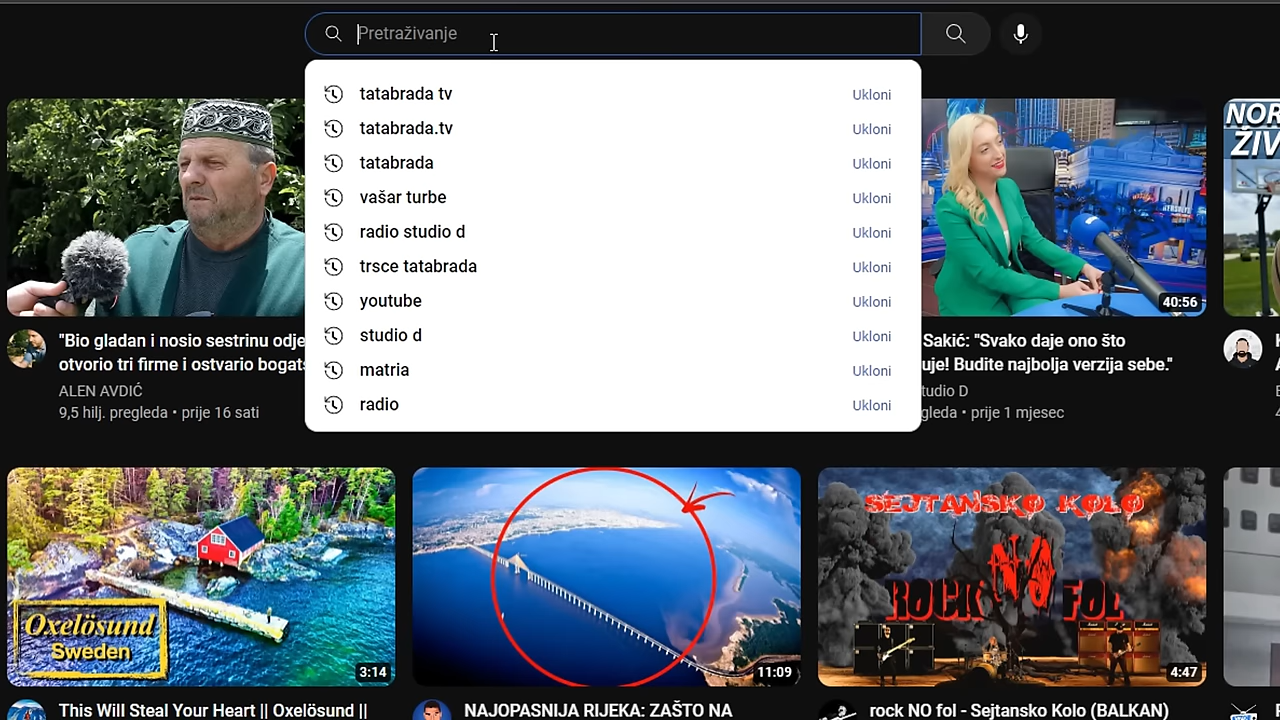 Pretraživanje
tatabrada tv Ukloni
tatabrada.tv Ukloni
tatabrada Ukloni
vašar turbe Ukloni
radio studio d Ukloni
trsce tatabrada Ukloni
youtube Ukloni
studio d Ukloni
matria Ukloni
radio Ukloni
40:56
"Bio gladan i nosio sestrinu odje
otvorio tri firme i ostvario bogat
ALEN AVDIĆ
9,5 hilj. pregleda • prije 16 sati
Sakić: "Svako daje ono što
uje! Budite najbolja verzija sebe."
tudio D
gleda • prije 1 mjesec
NOR
ŽIV
Oxelösund
Sweden
3:14
11:09
SEJTANSKO KOLO
ROCK NO FOL
4:47
This Will Steal Your Heart || Oxelösund ||
NAJOPASNIJA RIJEKA: ZAŠTO NA
rock NO fol - Sejtansko Kolo (BALKAN)